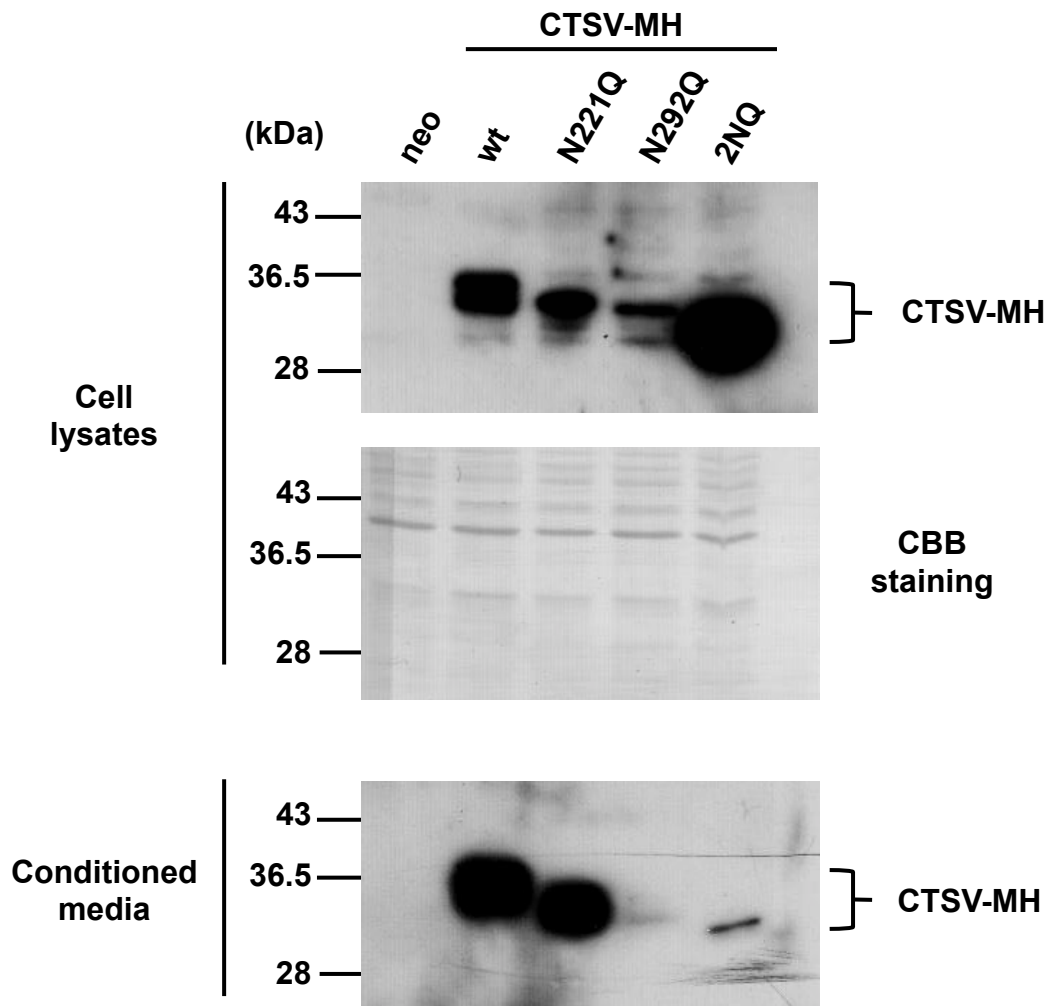 CTSV-MH
(kDa)
neo
wt
N221Q
N292Q
2NQ
43
36.5
28
Cell
lysates
CTSV-MH
43
36.5
28
CBB
staining
43
36.5
28
Conditioned
media
CTSV-MH